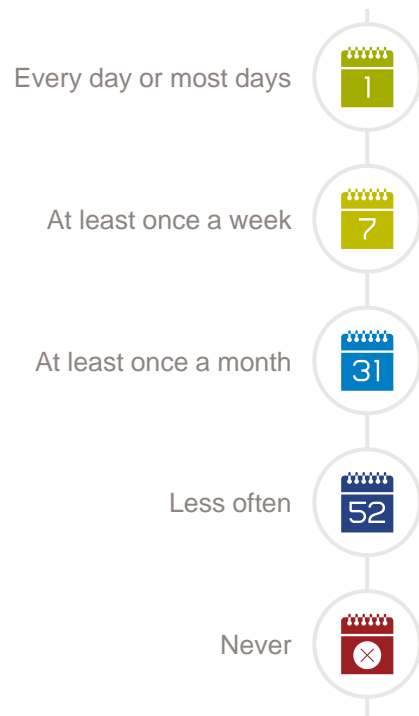 Every day or most days
1
At least once a week
7
At least once a month
31
Less often
52
Never